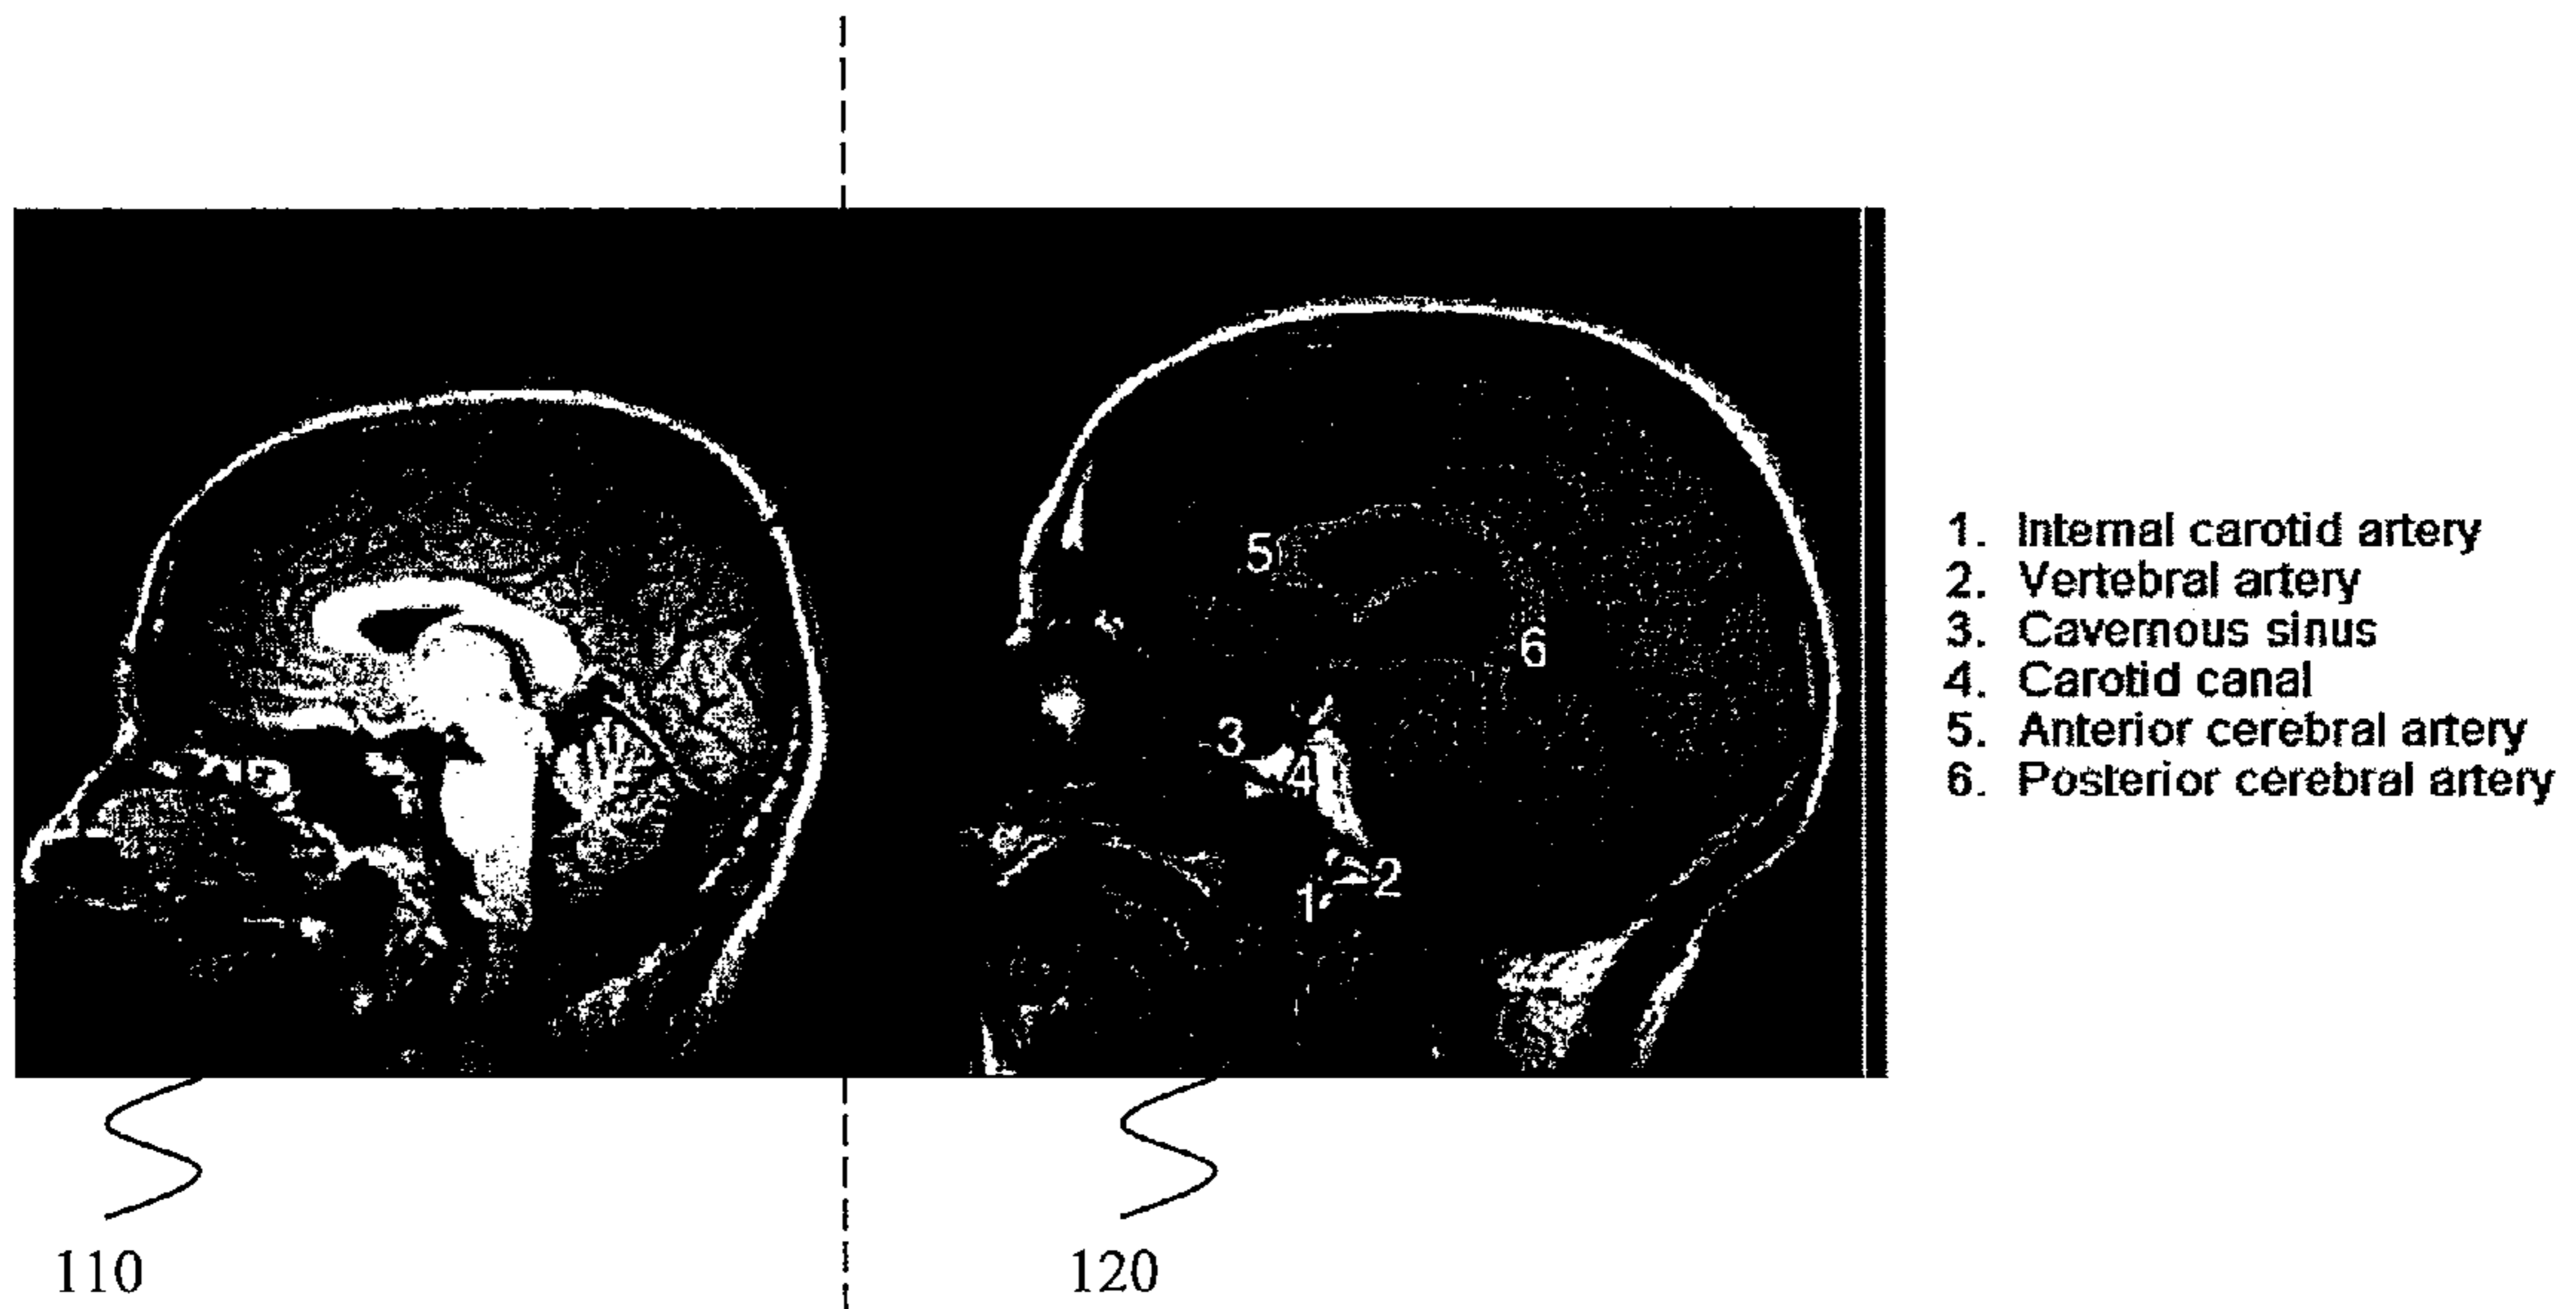 5
6
3
4
2
1
1. Internal carotid artery
2. Vertebral artery
3. Cavernous sinus
4. Carotid canal
5. Anterior cerebral artery
6. Posterior cerebral artery
110
120